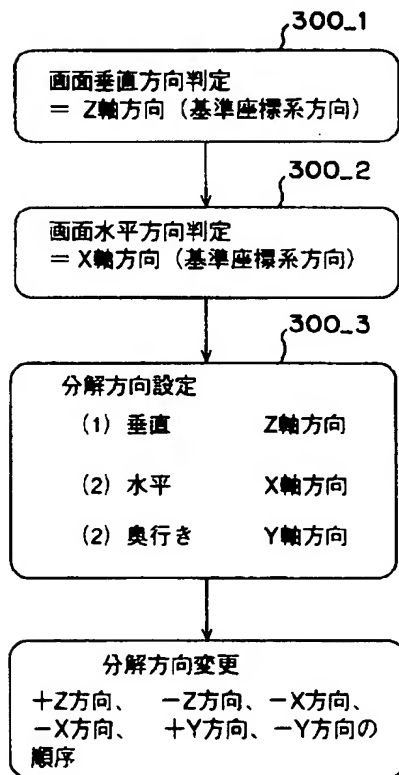 300_1
画面垂直方向判定
= Z軸方向(基準座標系方向)
300_2
画面水平方向判定
= X軸方向(基準座標系方向)
300_3
分解方向設定
(1) 垂直 Z軸方向
(2) 水平 X軸方向
(2) 奥行き Y軸方向
分解方向変更
+Z方向、 -Z方向、-X方向、
-X方向、 +Y方向、-Y方向の
順序